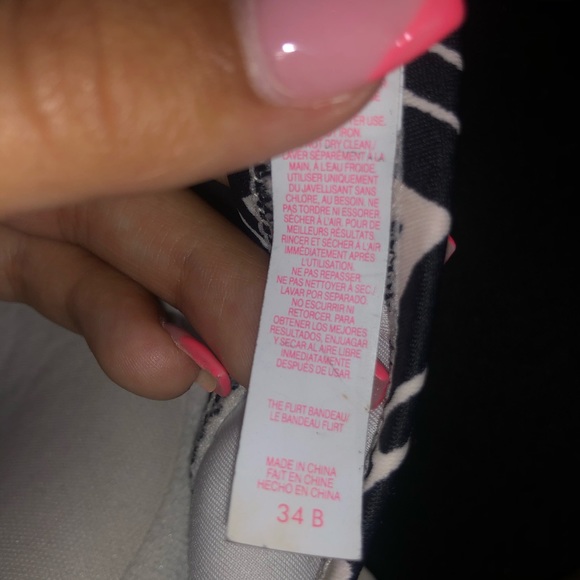 ER USE.
IRON.
DRY CLEAN./
LAVER SÉPARÉMENT À LA
MAIN, À L'EAU FROIDE.
UTILISER UNIQUEMENT
DU JAVELLISANT SANS
CHLORE, AU BESOIN. NE
PAS TORDRE NI ESSORER
SÉCHER À L'AIR. POUR DE
MEILLEURS RÉSULTATS,
RINCER ET SÉCHER À L'AIR
IMMÉDIATEMENT APRÈS
L'UTILISATION.
NE PAS REPASSER.
NE PAS NETTOYER À SEC./
LAVAR POR SEPARADO.
NO ESCURRIR NI
RETORCER. PARA
OBTENER LOS MEJORES
RESULTADOS, ENJUAGAR
Y SECAR AL AIRE LIBRE
INMEDIATAMENTE
DESPUÉS DE USAR.
THE FLIRT BANDEAU/
LE BANDEAU FLIRT
MADE IN CHINA
FAIT EN CHINE
HECHO EN CHINA
34 B